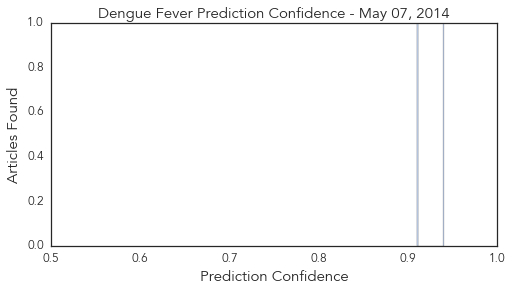 Dengue Fever Prediction Confidence - May 07, 2014
1.0
0.8
0.6
0.4
0.2
0.0
Articles Found
0.5 0.6 0.7 0.8 0.9 1.0
Prediction Confidence